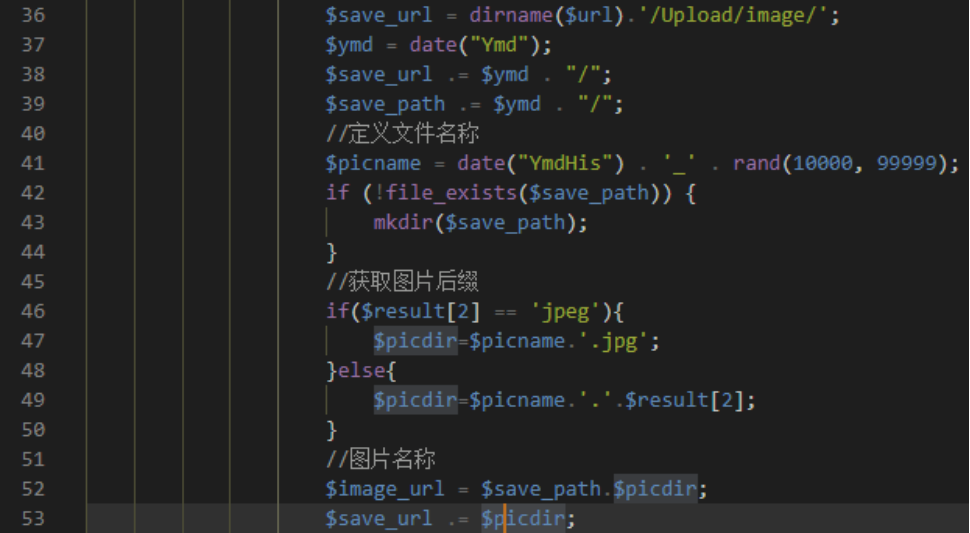 36 $save_url = dirname($url).'/Upload/image/';
37 $ymd = date("Ymd");
38 $save_url .= $ymd . "/";
39 $save_path .= $ymd . "/";
40 //定义文件名称
41 $picname = date("YmdHis") . '_' . rand(10000, 99999);
42 if (!file_exists($save_path)) {
43 mkdir($save_path);
44 }
45 //获取图片后缀
46 if($result[2] == 'jpeg'){
47 $picdir=$picname.'.jpg';
48 }else{
49 $picdir=$picname.'.'.$result[2];
50 }
51 //图片名称
52 $image_url = $save_path.$picdir;
53 $save_url .= $picdir;